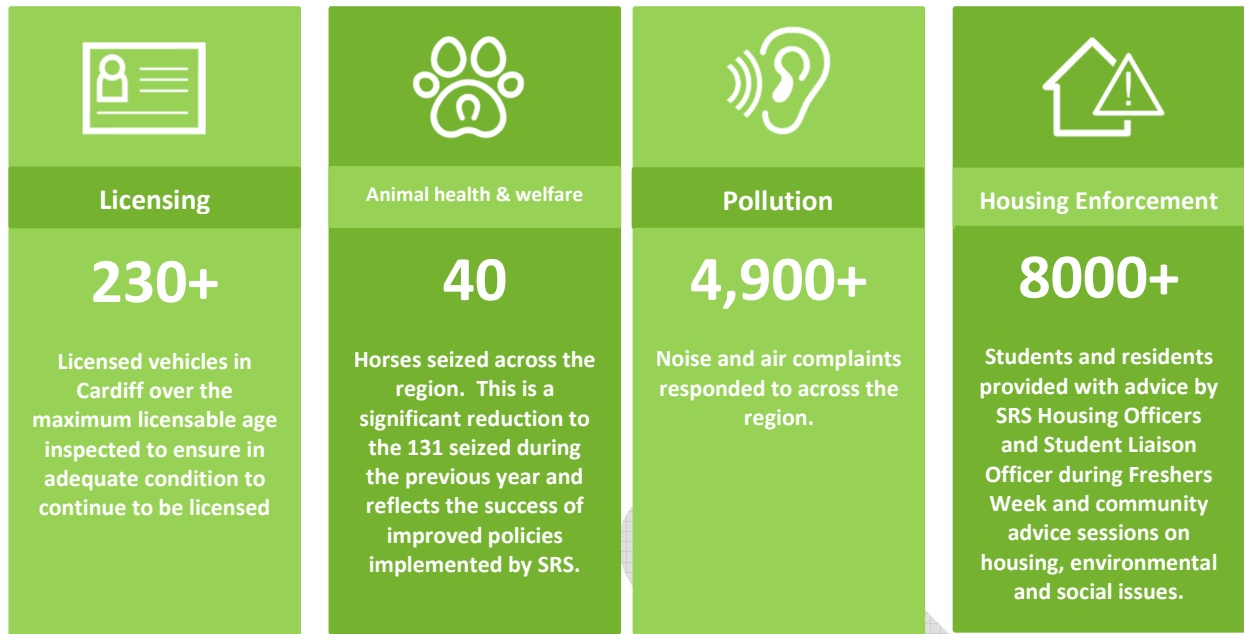 Licensing
230+
Licensed vehicles in
Cardiff over the
maximum licensable age
inspected to ensure in
adequate condition to
continue to be licensed
Animal health & welfare
40
Horses seized across the
region.  This is a
significant reduction to
the 131 seized during
the previous year and
reflects the success of
improved policies
implemented by SRS.
Pollution
4,900+
Noise and air complaints
responded to across the
region.
Housing Enforcement
8000+
Students and residents
provided with advice by
SRS Housing Officers
and Student Liaison
Officer during Freshers
Week and community
advice sessions on
housing, environmental
and social issues.